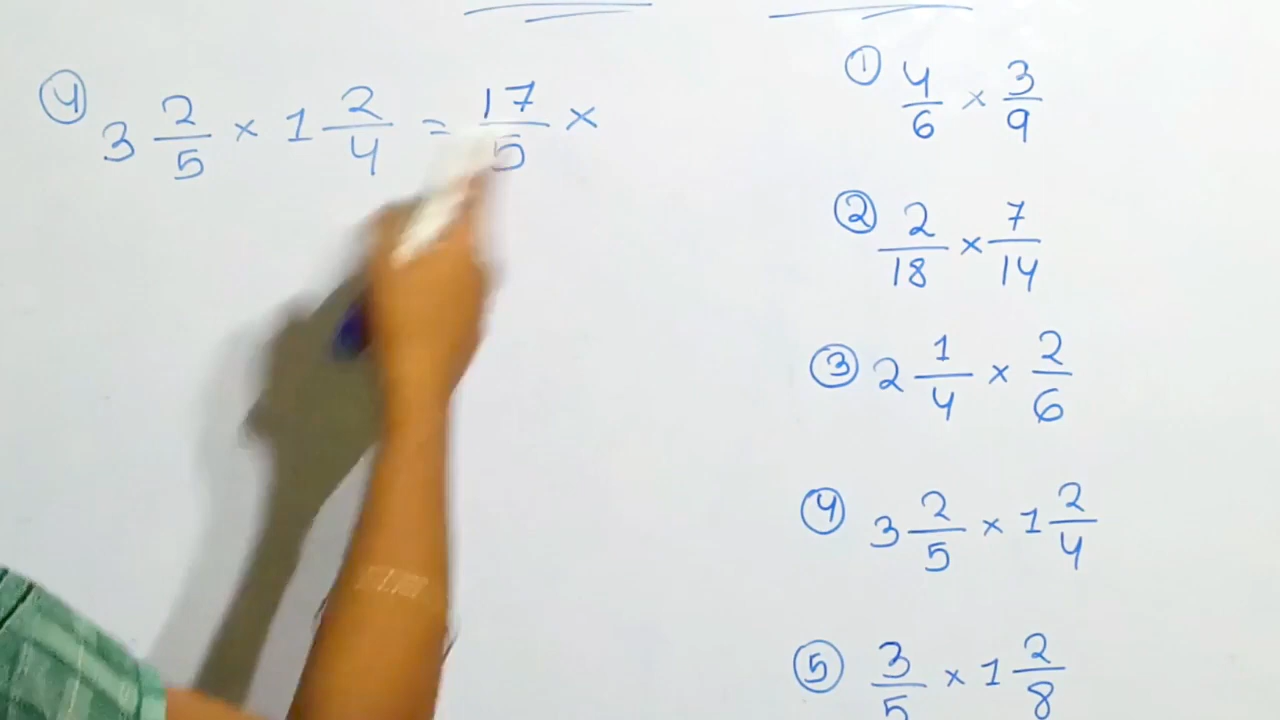 ④ 3 2/5 × 1 2/4 = 17/5 ×
① 4/6 × 3/9
② 2/18 × 7/14
③ 2 1/4 × 2/6
④ 3 2/5 × 1 2/4
⑤ 3/5 × 1 2/8